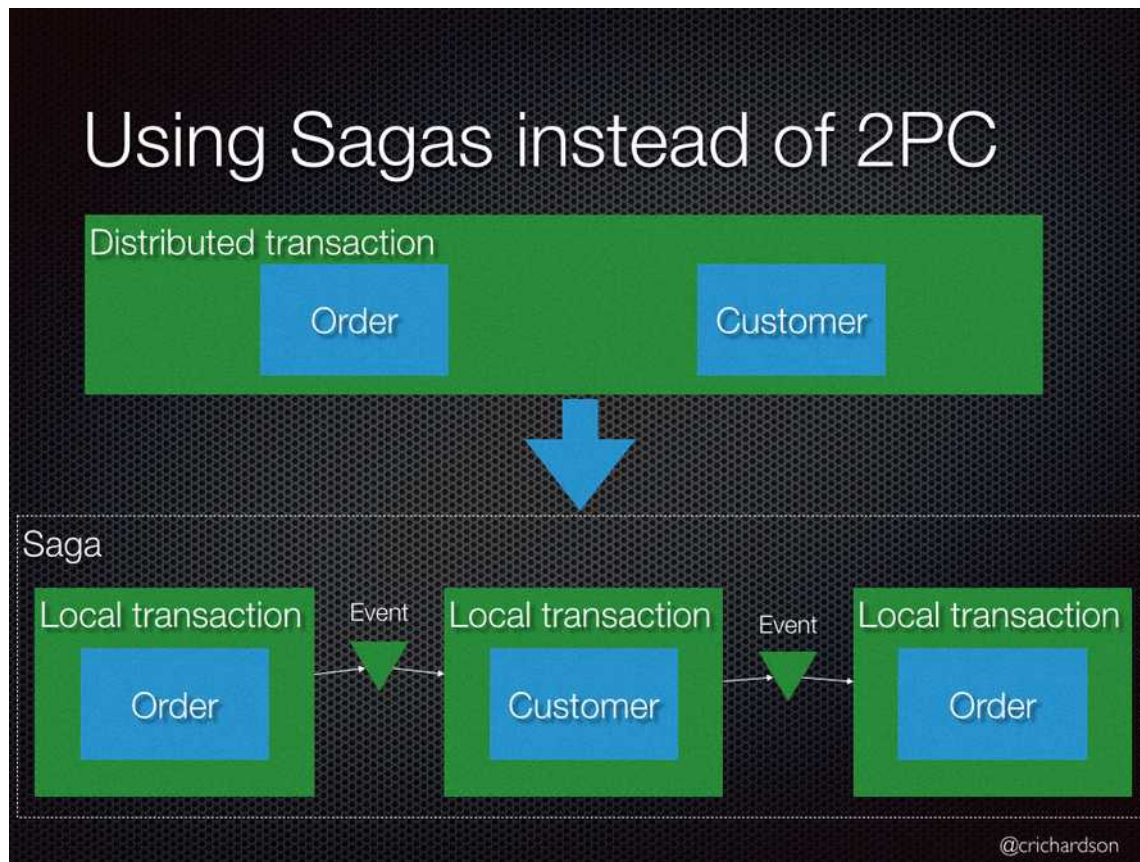 Using Sagas instead of 2PC
Distributed transaction
Order
Customer
Saga
Local transaction
Order
Event
Local transaction
Customer
Event
Local transaction
Order
@crichardson